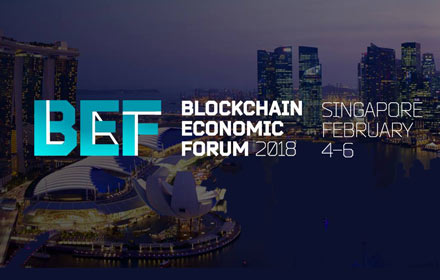 BEF
BLOCKCHAIN
ECONOMIC
FORUM 2018
SINGAPORE
FEBRUARY
4-6